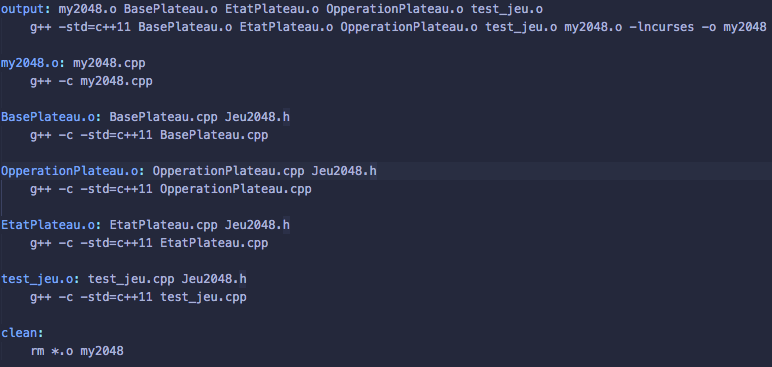 output: my2048.o BasePlateau.o EtatPlateau.o OpperationPlateau.o test_jeu.o
g++ -std=c++11 BasePlateau.o EtatPlateau.o OpperationPlateau.o test_jeu.o my2048.o -lncurses -o my2048
my2048.o: my2048.cpp
g++ -c my2048.cpp
BasePlateau.o: BasePlateau.cpp Jeu2048.h
g++ -c -std=c++11 BasePlateau.cpp
OpperationPlateau.o: OpperationPlateau.cpp Jeu2048.h
g++ -c -std=c++11 OpperationPlateau.cpp
EtatPlateau.o: EtatPlateau.cpp Jeu2048.h
g++ -c -std=c++11 EtatPlateau.cpp
test_jeu.o: test_jeu.cpp Jeu2048.h
g++ -c -std=c++11 test_jeu.cpp
clean:
rm *.o my2048